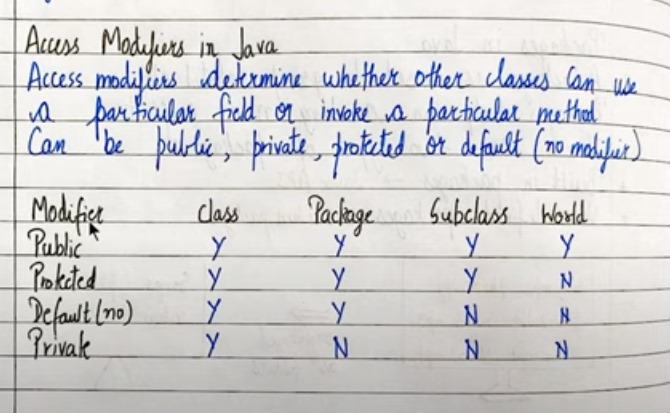 Access Modifiers in Java
Access modifiers determine whether other classes can use
a particular field or invoke a particular method
Can be public, private, protected or default (no modifier)
Modifier Class Package Subclass World
Public Y Y Y Y
Protected Y Y Y N
Default (no) Y Y N N
Private Y N N N